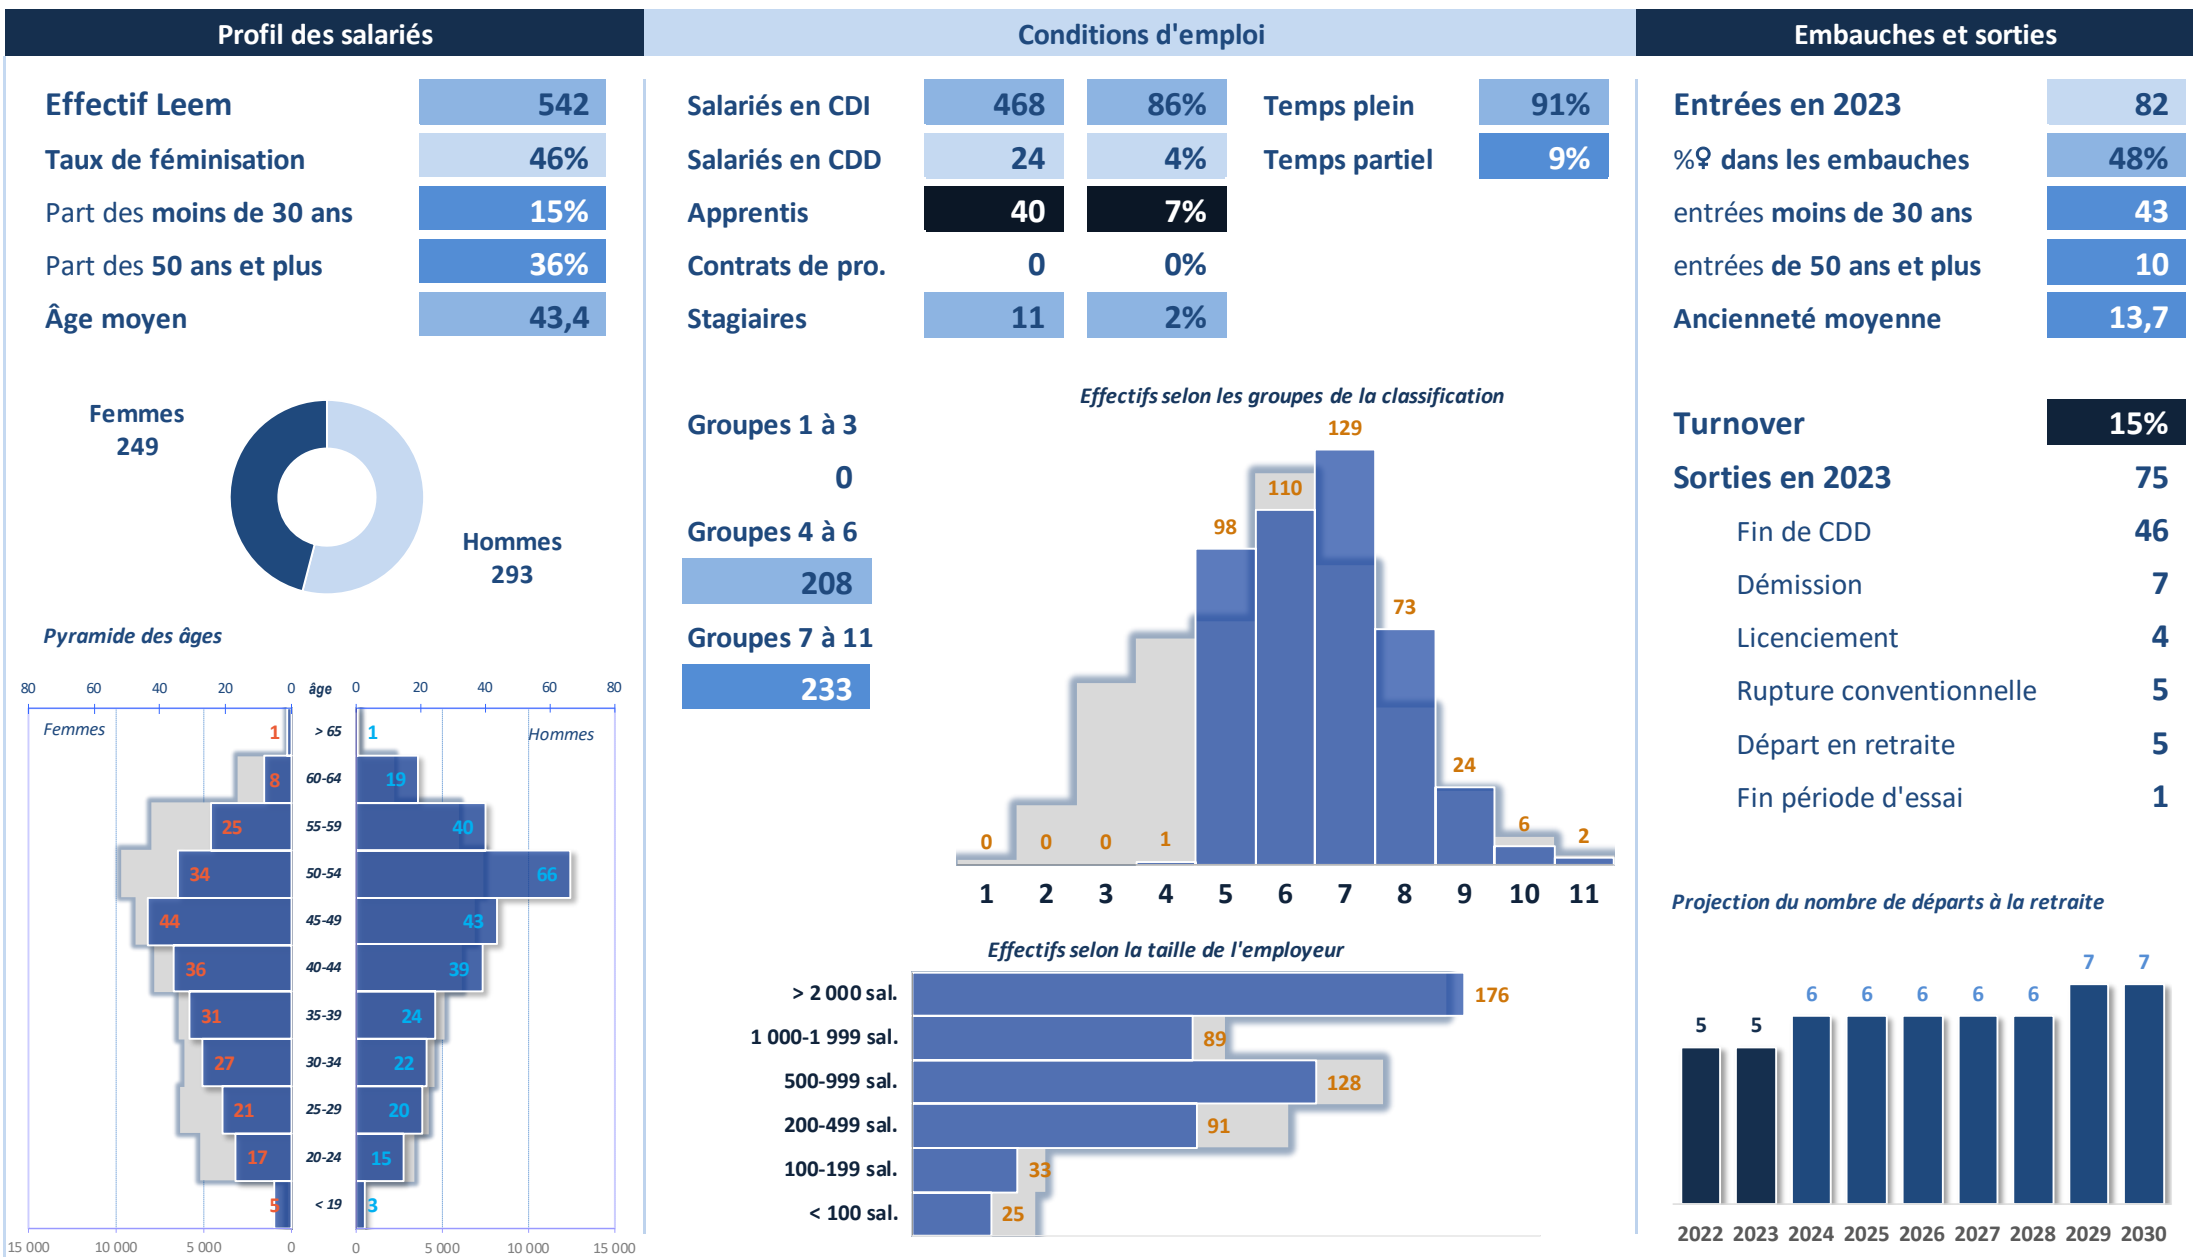 Profil des salariés
Effectif Leem 542
Taux de féminisation 46%
Part des moins de 30 ans 15%
Part des 50 ans et plus 36%
Âge moyen 43,4
Femmes
249
Hommes
293
Pyramide des âges
80 60 40 20 0 âge 0 20 40 60 80
Femmes
Hommes
1 > 65 1
8 60-64 19
25 55-59 40
34 50-54 66
44 45-49 43
36 40-44 39
31 35-39 24
27 30-34 22
21 25-29 20
17 20-24 15
5 < 19 3
15 000 10 000 5 000 0 0 5 000 10 000 15 000
Conditions d'emploi
Salariés en CDI 468 86% Temps plein 91%
Salariés en CDD 24 4% Temps partiel 9%
Apprentis 40 7%
Contrats de pro. 0 0%
Stagiaires 11 2%
Groupes 1 à 3
0
Groupes 4 à 6
208
Groupes 7 à 11
233
Effectifs selon les groupes de la classification
0 0 0 1 98 110 129 73 24 6 2
1 2 3 4 5 6 7 8 9 10 11
Effectifs selon la taille de l'employeur
> 2 000 sal. 176
1 000-1 999 sal. 89
500-999 sal. 128
200-499 sal. 91
100-199 sal. 33
< 100 sal. 25
Embauches et sorties
Entrées en 2023 82
%♀ dans les embauches 48%
entrées moins de 30 ans 43
entrées de 50 ans et plus 10
Ancienneté moyenne 13,7
Turnover 15%
Sorties en 2023 75
Fin de CDD 46
Démission 7
Licenciement 4
Rupture conventionnelle 5
Départ en retraite 5
Fin période d'essai 1
Projection du nombre de départs à la retraite
5 5 6 6 6 6 6 7 7
2022 2023 2024 2025 2026 2027 2028 2029 2030